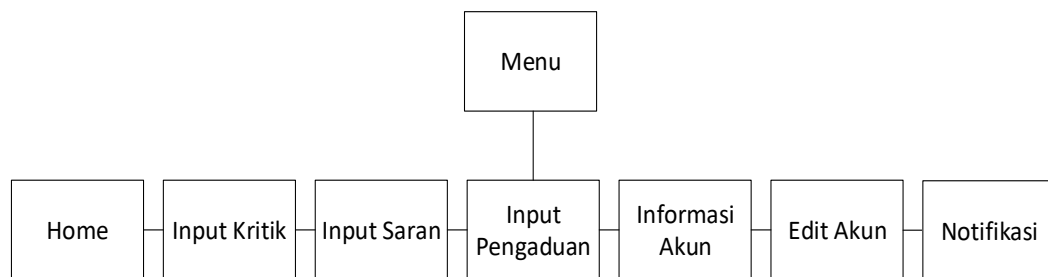 Menu
Home
Input Kritik
Input Saran
Input
Pengaduan
Informasi
Akun
Edit Akun
Notifikasi